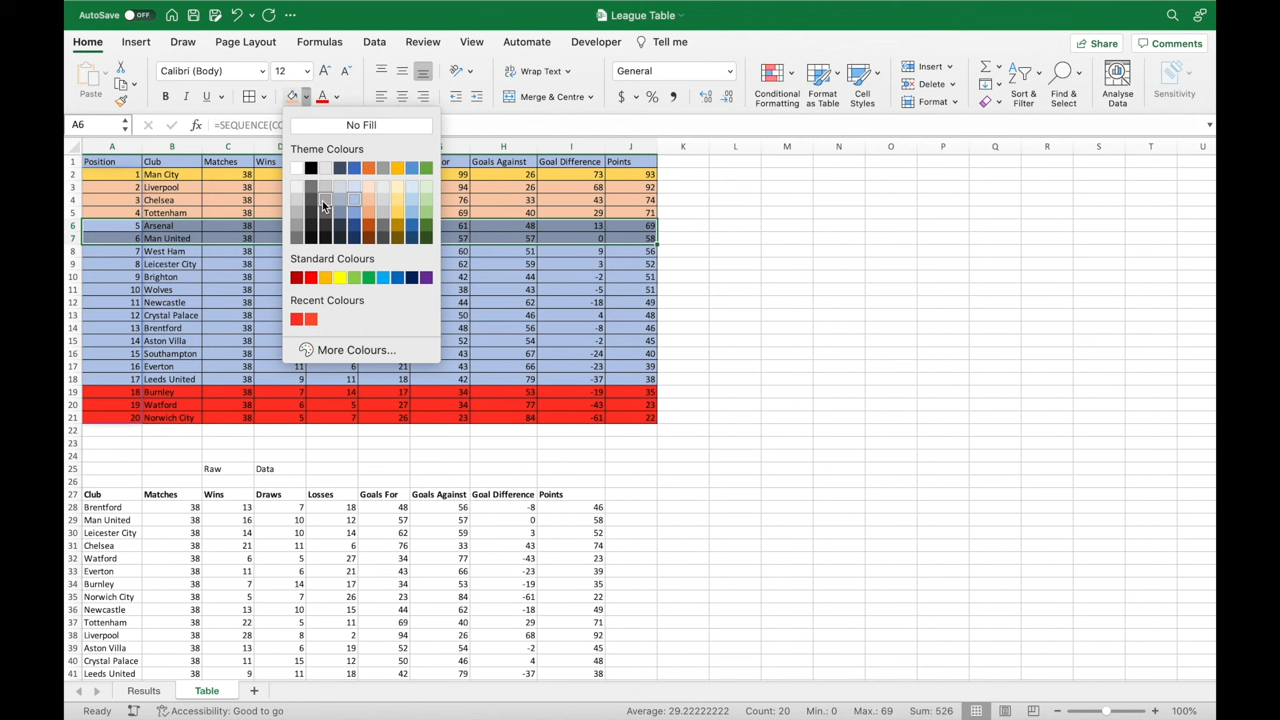 AutoSave OFF League Table
Home Insert Draw Page Layout Formulas Data Review View Automate Developer Tell me Share Comments
Paste Calibri (Body) 12 Wrap Text General Conditional Formatting Format as Table Cell Styles Insert Delete Format Sort & Filter Find & Select Analyse Data Sensitivity
B I U Merge & Centre
A6 =SEQUENCE(CO
No Fill
Theme Colours
Standard Colours
Recent Colours
More Colours...
A B C H I J K L M N O P Q R S T U
1 Position Club Matches Wins or Goals Against Goal Difference Points
2 1 Man City 38 99 26 73 93
3 2 Liverpool 38 94 26 68 92
4 3 Chelsea 38 76 33 43 74
5 4 Tottenham 38 69 40 29 71
6 5 Arsenal 38 61 48 13 69
7 6 Man United 38 57 57 0 58
8 7 West Ham 38 60 51 9 56
9 8 Leicester City 38 62 59 3 52
10 9 Brighton 38 42 44 -2 51
11 10 Wolves 38 38 43 -5 51
12 11 Newcastle 38 44 62 -18 49
13 12 Crystal Palace 38 50 46 4 48
14 13 Brentford 38 48 56 -8 46
15 14 Aston Villa 38 52 54 -2 45
16 15 Southampton 38 43 67 -24 40
17 16 Everton 38 11 6 21 43 66 -23 39
18 17 Leeds United 38 9 11 18 42 79 -37 38
19 18 Burnley 38 7 14 17 34 53 -19 35
20 19 Watford 38 6 5 27 34 77 -43 23
21 20 Norwich City 38 5 7 26 23 84 -61 22
22
23
24
25 Raw Data
26
27 Club Matches Wins Draws Losses Goals For Goals Against Goal Difference Points
28 Brentford 38 13 7 18 48 56 -8 46
29 Man United 38 16 10 12 57 57 0 58
30 Leicester City 38 14 10 14 62 59 3 52
31 Chelsea 38 21 11 6 76 33 43 74
32 Watford 38 6 5 27 34 77 -43 23
33 Everton 38 11 6 21 43 66 -23 39
34 Burnley 38 7 14 17 34 53 -19 35
35 Norwich City 38 5 7 26 23 84 -61 22
36 Newcastle 38 13 10 15 44 62 -18 49
37 Tottenham 38 22 5 11 69 40 29 71
38 Liverpool 38 28 8 2 94 26 68 92
39 Aston Villa 38 13 6 19 52 54 -2 45
40 Crystal Palace 38 11 15 12 50 46 4 48
41 Leeds United 38 9 11 18 42 79 -37 38
Results Table
Ready Accessibility: Good to go Average: 29.22222222 Count: 20 Min: 0 Max: 69 Sum: 526 100%